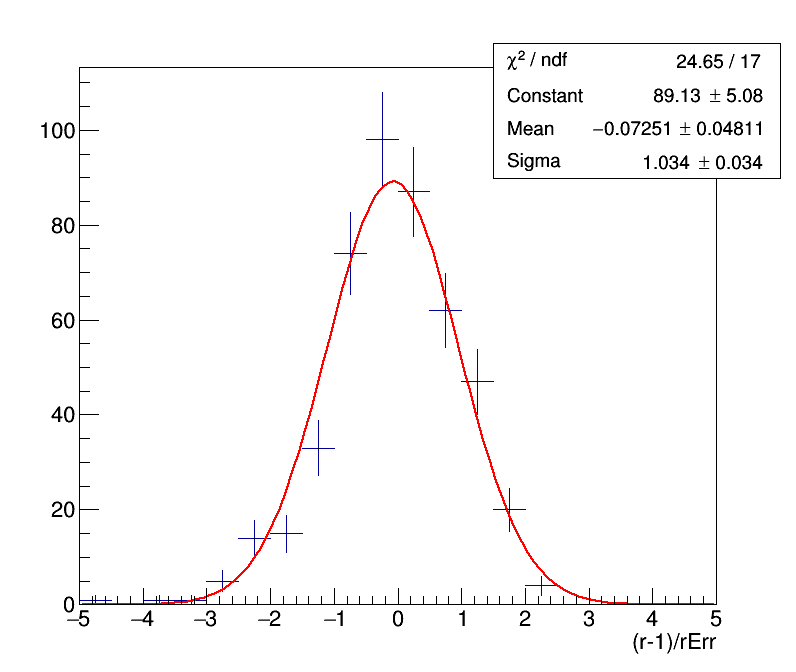 χ² / ndf 24.65 / 17
Constant 89.13 ± 5.08
Mean −0.07251 ± 0.04811
Sigma 1.034 ± 0.034
100
80
60
40
20
0
−5 −4 −3 −2 −1 0 1 2 3 4 5
(r-1)/rErr